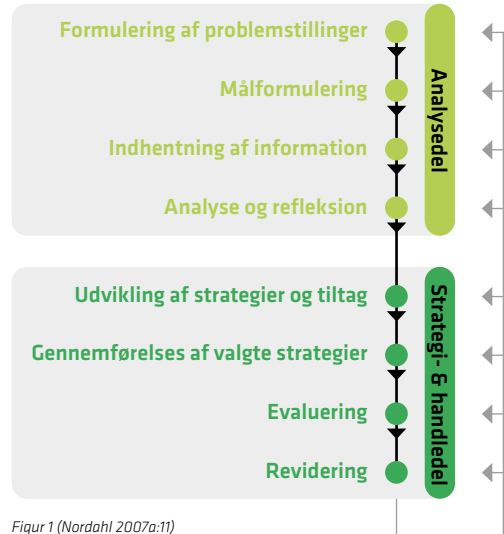 Formulering af problemstillinger
Målformulering
Indhentning af information
Analyse og refleksion
Analysedel
Udvikling af strategier og tiltag
Gennemførelses af valgte strategier
Evaluering
Revidering
Strategi- & handledel
Figur 1 (Nordahl 2007a:11)